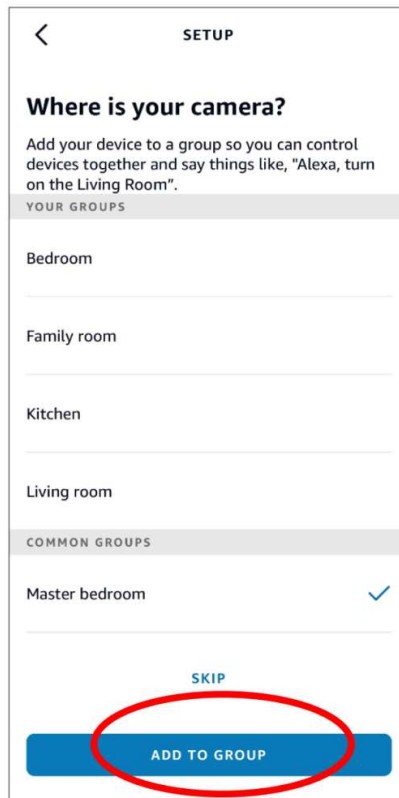 SETUP
Where is your camera?
Add your device to a group so you can control
devices together and say things like, "Alexa, turn
on the Living Room".
YOUR GROUPS
Bedroom
Family room
Kitchen
Living room
COMMON GROUPS
Master bedroom
SKIP
ADD TO GROUP